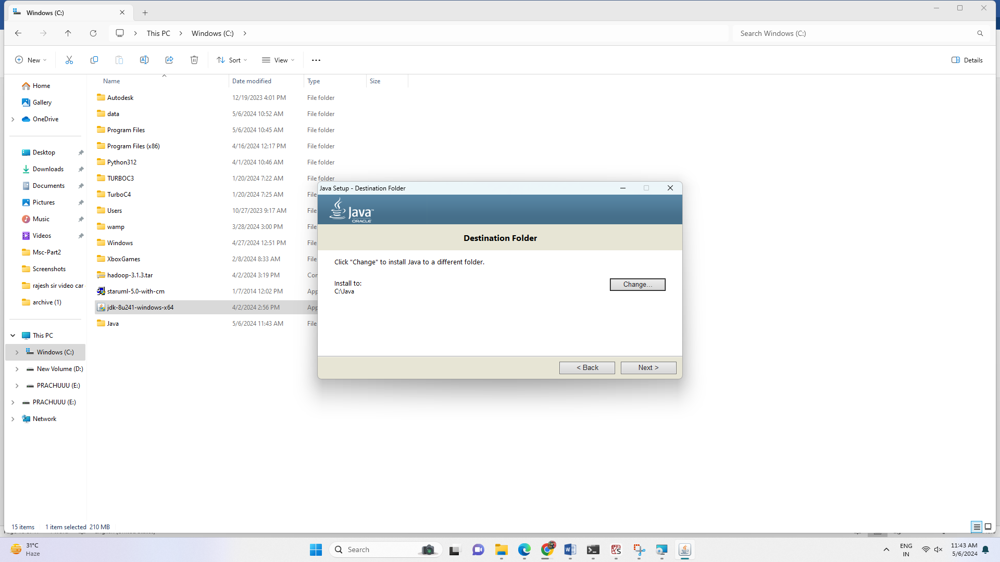 Windows (C:)
This PC
Windows (C:)
Search Windows (C:)
New
Sort
View
Details
Name
Date modified
Type
Size
Home
Gallery
OneDrive
Desktop
Downloads
Documents
Pictures
Music
Videos
Msc-Part2
Screenshots
rajesh sir video car
archive (1)
This PC
Windows (C:)
New Volume (D:)
PRACHUUU (E:)
PRACHUUU (E:)
Network
Autodesk 12/19/2023 4:01 PM File folder
data 5/6/2024 10:52 AM File folder
Program Files 5/6/2024 10:45 AM File folder
Program Files (x86) 4/16/2024 12:17 PM File folder
Python312 4/1/2024 10:46 AM File folder
TURBOC3 1/20/2024 7:22 AM File folder
TurboC4 1/20/2024 7:25 AM File
Users 10/27/2023 9:17 AM File
wamp 3/28/2024 3:00 PM File
Windows 4/27/2024 12:51 PM File
XboxGames 2/8/2024 8:33 AM File
hadoop-3.1.3.tar 4/2/2024 3:19 PM Cor
staruml-5.0-with-cm 1/7/2014 12:02 PM App
jdk-8u241-windows-x64 4/2/2024 2:56 PM App
Java 5/6/2024 11:43 AM File
Java Setup - Destination Folder
Java™
ORACLE
Destination Folder
Click "Change" to install Java to a different folder.
Install to:
C:\Java
Change...
< Back
Next >
15 items 1 item selected 210 MB
31°C
Haze
Search
ENG
IN
11:43 AM
5/6/2024